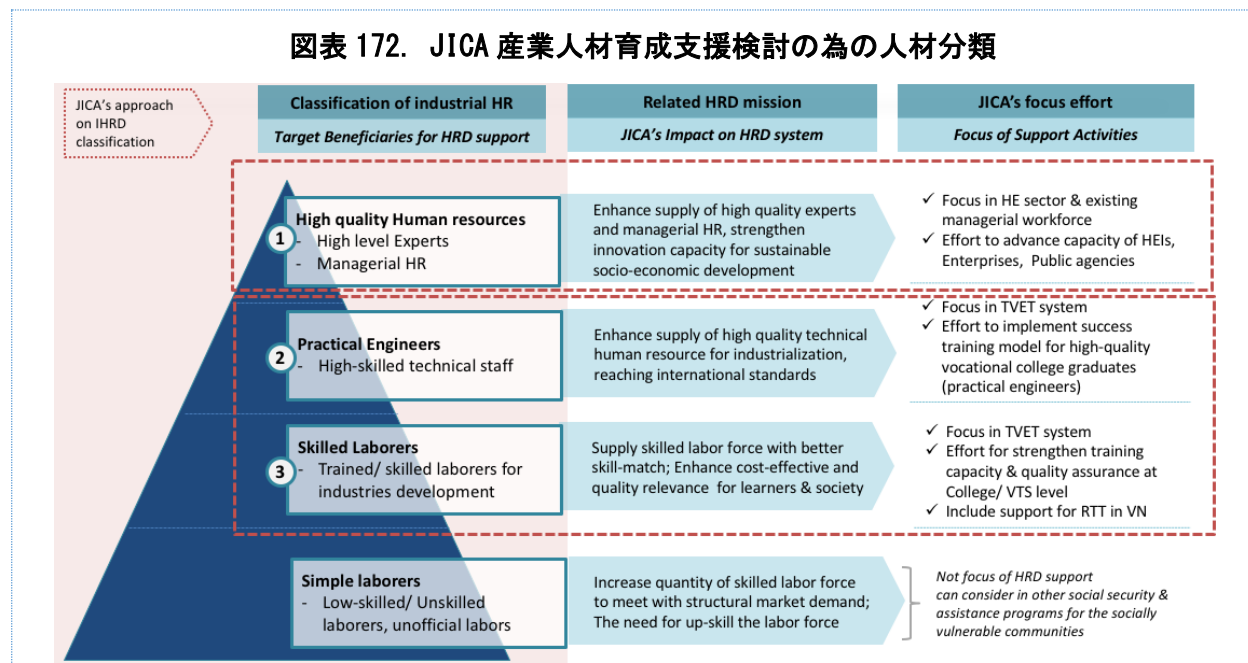 図表 172. JICA 産業人材育成支援検討の為の人材分類
JICA's approach
on IHRD
classification
Classification of industrial HR
Target Beneficiaries for HRD support
Related HRD mission
JICA's Impact on HRD system
JICA's focus effort
Focus of Support Activities
1
High quality Human resources
- High level Experts
- Managerial HR
Enhance supply of high quality experts
and managerial HR, strengthen
innovation capacity for sustainable
socio-economic development
✓ Focus in HE sector & existing
managerial workforce
✓ Effort to advance capacity of HEIs,
Enterprises, Public agencies
2
Practical Engineers
- High-skilled technical staff
Enhance supply of high quality technical
human resource for industrialization,
reaching international standards
✓ Focus in TVET system
✓ Effort to implement success
training model for high-quality
vocational college graduates
(practical engineers)
3
Skilled Laborers
- Trained/ skilled laborers for
industries development
Supply skilled labor force with better
skill-match; Enhance cost-effective and
quality relevance for learners & society
✓ Focus in TVET system
✓ Effort for strengthen training
capacity & quality assurance at
College/ VTS level
✓ Include support for RTT in VN
Simple laborers
- Low-skilled/ Unskilled
laborers, unofficial labors
Increase quantity of skilled labor force
to meet with structural market demand;
The need for up-skill the labor force
Not focus of HRD support
can consider in other social security &
assistance programs for the socially
vulnerable communities